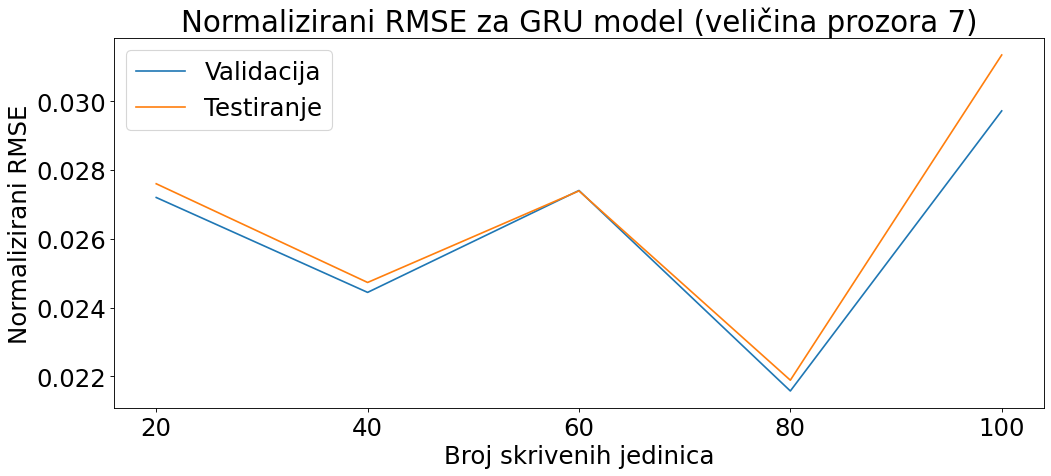 Normalizirani RMSE za GRU model (veličina prozora 7)
Validacija
Testiranje
Normalizirani RMSE
0.030
0.028
0.026
0.024
0.022
20 40 60 80 100
Broj skrivenih jedinica